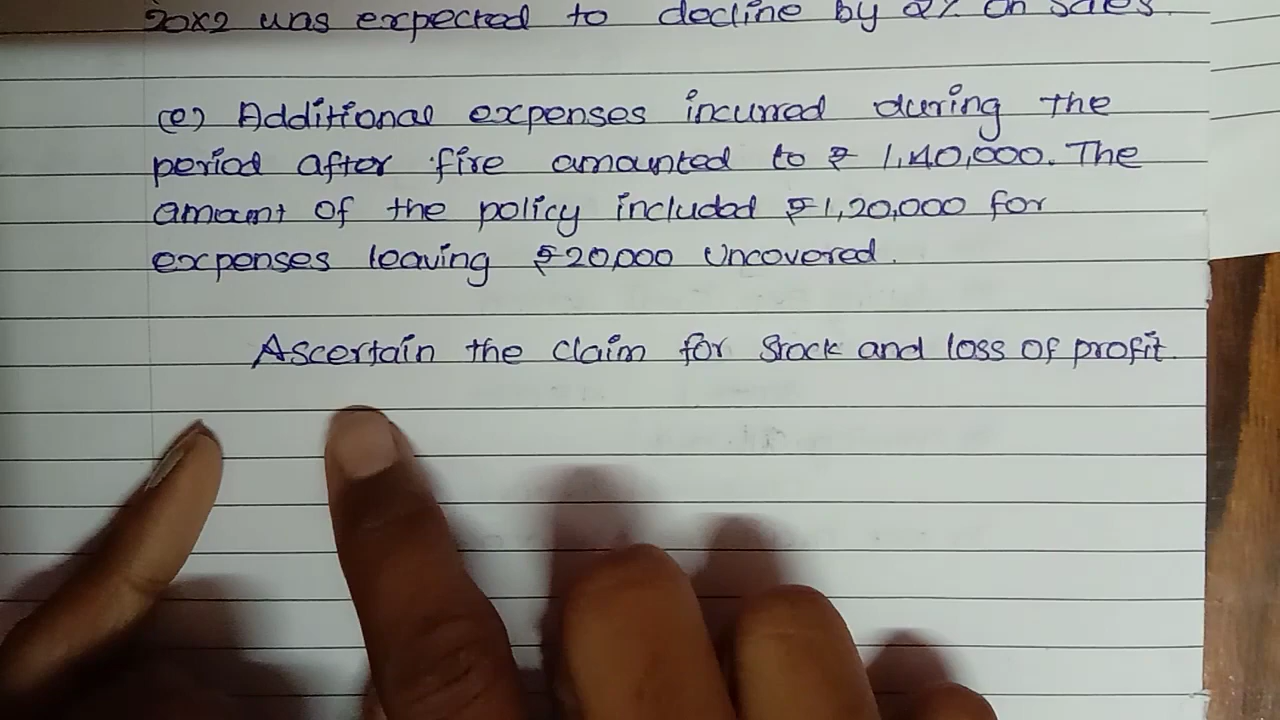 20x2 was expected to decline by 2% on sales.
(e) Additional expenses incurred during the
period after fire amounted to ₹ 1,40,000. The
amount of the policy included ₹1,20,000 for
expenses leaving ₹20,000 uncovered.
Ascertain the claim for stock and loss of profit.